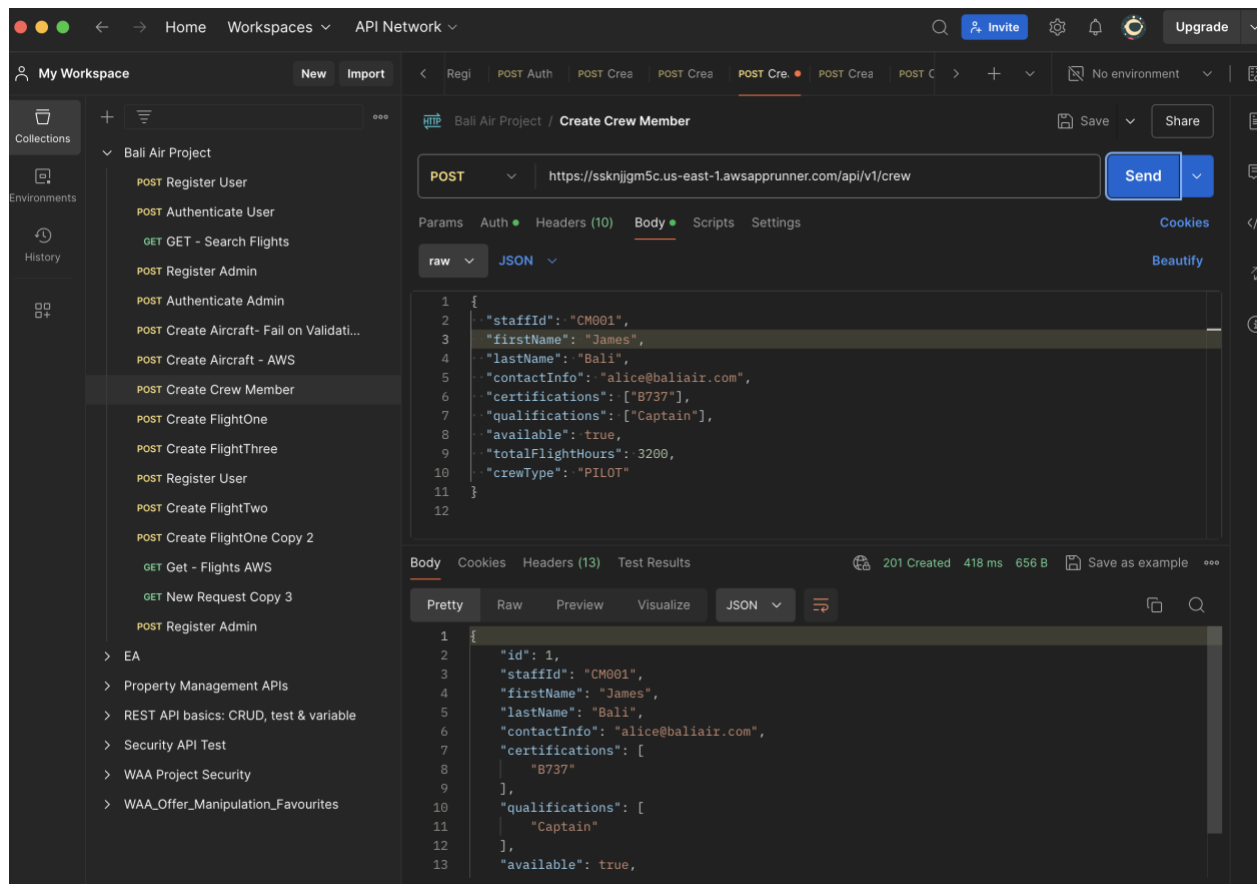 Home Workspaces API Network Invite Upgrade
My Workspace New Import Regi POST Auth POST Crea POST Crea POST Cre. POST Crea POST C No environment
Collections
Environments
History
Bali Air Project
POST Register User
POST Authenticate User
GET GET - Search Flights
POST Register Admin
POST Authenticate Admin
POST Create Aircraft- Fail on Validati...
POST Create Aircraft - AWS
POST Create Crew Member
POST Create FlightOne
POST Create FlightThree
POST Register User
POST Create FlightTwo
POST Create FlightOne Copy 2
GET Get - Flights AWS
GET New Request Copy 3
POST Register Admin
EA
Property Management APIs
REST API basics: CRUD, test & variable
Security API Test
WAA Project Security
WAA_Offer_Manipulation_Favourites
HTTP Bali Air Project / Create Crew Member Save Share
POST https://ssknjjgm5c.us-east-1.awsapprunner.com/api/v1/crew Send
Params Auth Headers (10) Body Scripts Settings Cookies
raw JSON Beautify
1 {
2 "staffId": "CM001",
3 "firstName": "James",
4 "lastName": "Bali",
5 "contactInfo": "alice@baliair.com",
6 "certifications": ["B737"],
7 "qualifications": ["Captain"],
8 "available": true,
9 "totalFlightHours": 3200,
10 "crewType": "PILOT"
11 }
12
Body Cookies Headers (13) Test Results 201 Created 418 ms 656 B Save as example
Pretty Raw Preview Visualize JSON
1 {
2 "id": 1,
3 "staffId": "CM001",
4 "firstName": "James",
5 "lastName": "Bali",
6 "contactInfo": "alice@baliair.com",
7 "certifications": [
8 "B737"
9 ],
10 "qualifications": [
11 "Captain"
12 ],
13 "available": true,